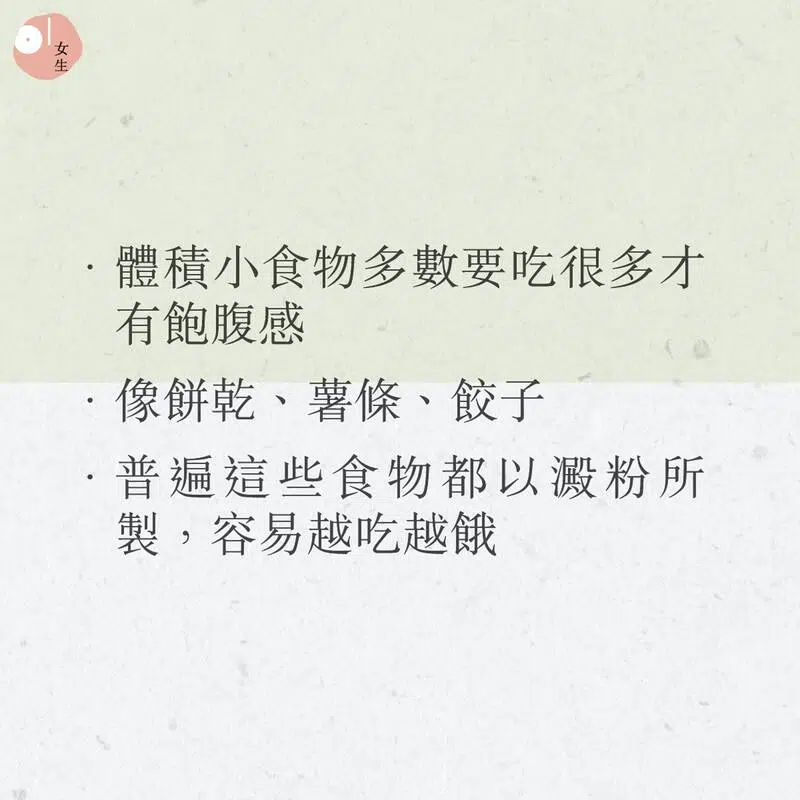 女生
· 體積小食物多數要吃很多才
有飽腹感
· 像餅乾、薯條、餃子
· 普遍這些食物都以澱粉所
製，容易越吃越餓